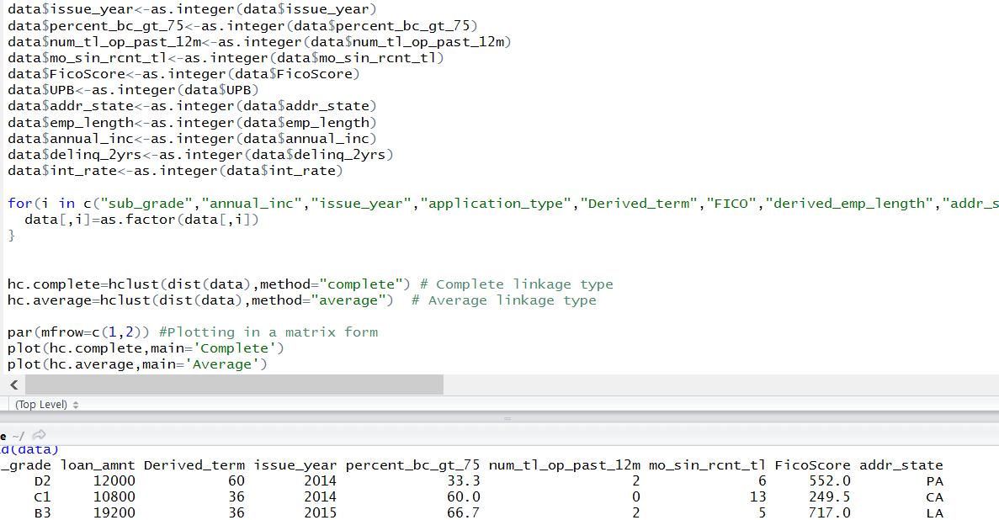 data$issue_year<-as.integer(data$issue_year)
data$percent_bc_gt_75<-as.integer(data$percent_bc_gt_75)
data$num_tl_op_past_12m<-as.integer(data$num_tl_op_past_12m)
data$mo_sin_rcnt_tl<-as.integer(data$mo_sin_rcnt_tl)
data$FicoScore<-as.integer(data$FicoScore)
data$UPB<-as.integer(data$UPB)
data$addr_state<-as.integer(data$addr_state)
data$emp_length<-as.integer(data$emp_length)
data$annual_inc<-as.integer(data$annual_inc)
data$delinq_2yrs<-as.integer(data$delinq_2yrs)
data$int_rate<-as.integer(data$int_rate)
for(i in c("sub_grade","annual_inc","issue_year","application_type","Derived_term","FICO","derived_emp_length","addr_s
data[,i]=as.factor(data[,i])
}
hc.complete=hclust(dist(data),method="complete") # Complete linkage type
hc.average=hclust(dist(data),method="average") # Average linkage type
par(mfrow=c(1,2)) #Plotting in a matrix form
plot(hc.complete,main='Complete')
plot(hc.average,main='Average')
(Top Level)
e ~/
d(data)
_grade loan_amnt Derived_term issue_year percent_bc_gt_75 num_tl_op_past_12m mo_sin_rcnt_tl FicoScore addr_state
D2 12000 60 2014 33.3 2 6 552.0 PA
C1 10800 36 2014 60.0 0 13 249.5 CA
B3 19200 36 2015 66.7 2 5 717.0 LA